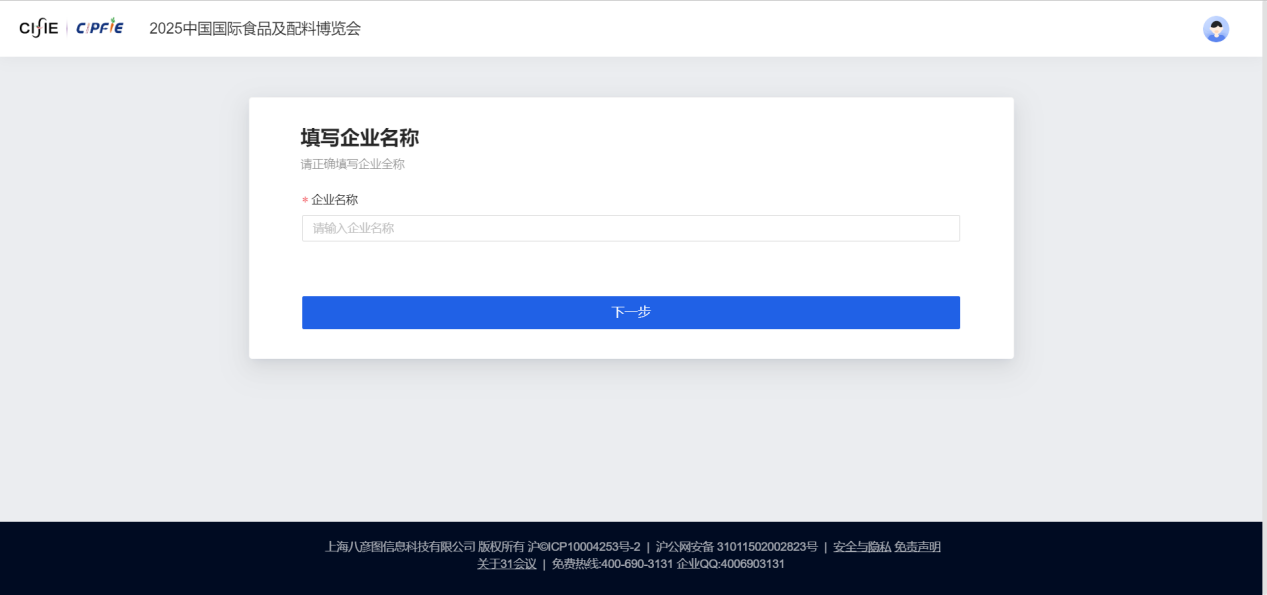 CIFIE | CIPFIE 2025中国国际食品及配料博览会
填写企业名称
请正确填写企业全称
* 企业名称
请输入企业名称
下一步
上海八彦图信息科技有限公司 版权所有 沪©ICP10004253号-2 | 沪公网安备 31011502002823号 | 安全与隐私 免责声明
关于31会议 | 免费热线:400-690-3131 企业QQ:4006903131